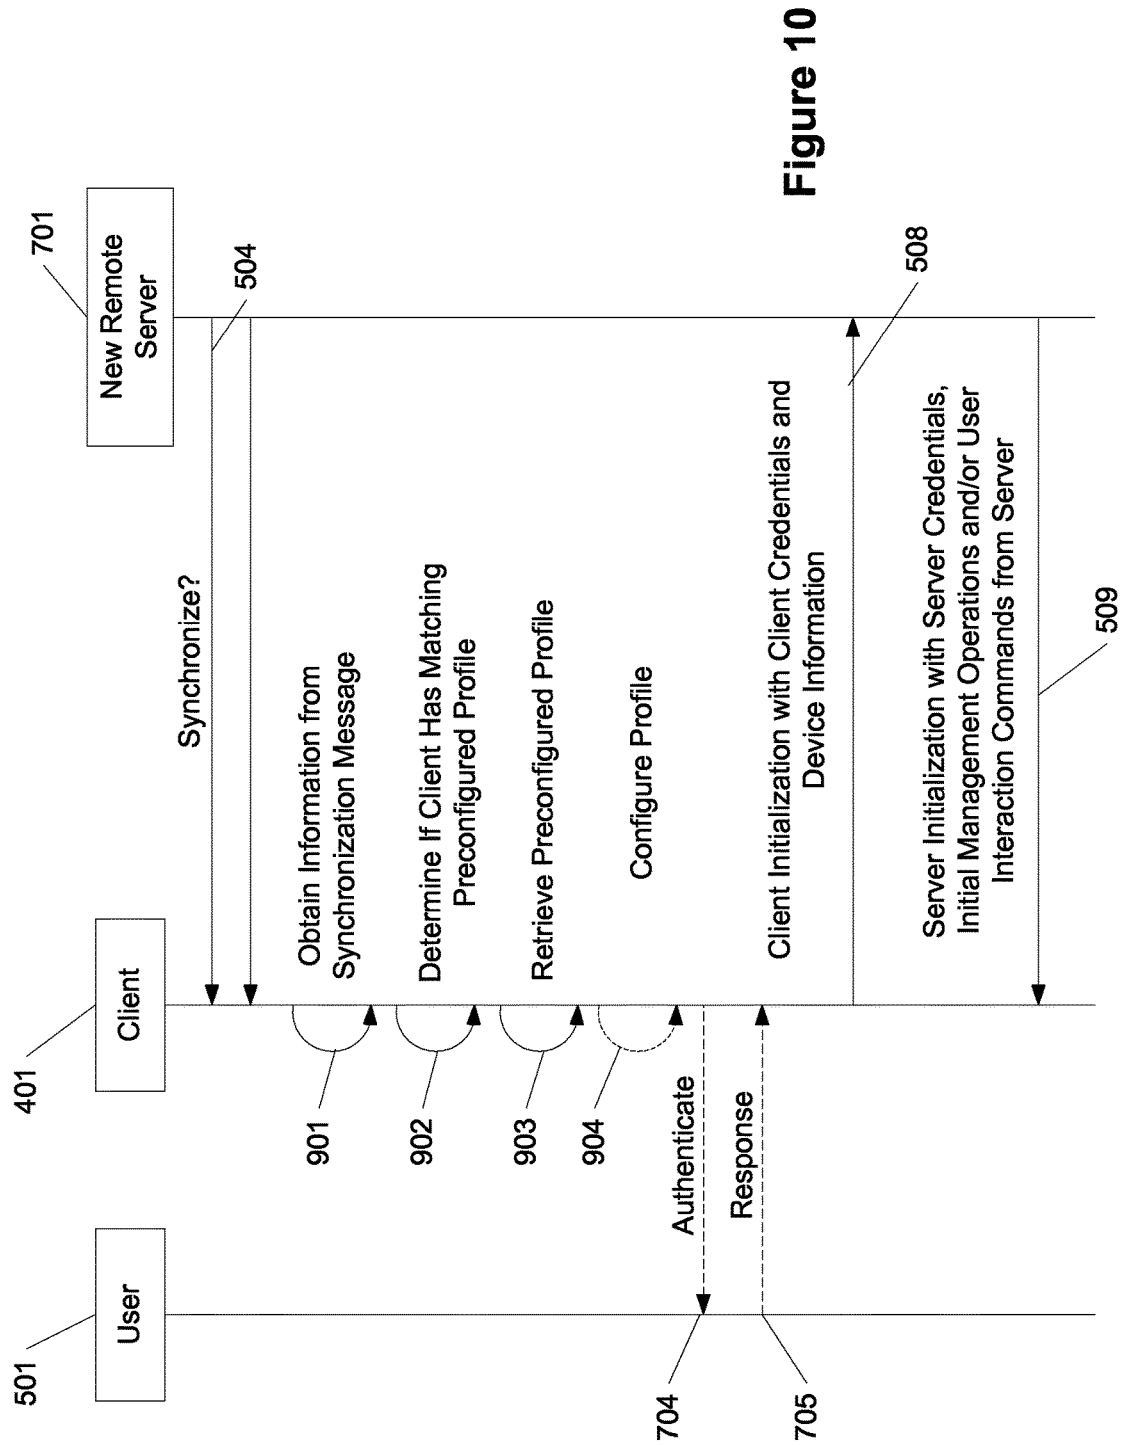 501
401
701
User
Client
New Remote
Server
Synchronize?
504
901
Obtain Information from
Synchronization Message
902
Determine If Client Has Matching
Preconfigured Profile
903
Retrieve Preconfigured Profile
904
Configure Profile
704
Authenticate
705
Response
Client Initialization with Client Credentials and
Device Information
508
Server Initialization with Server Credentials,
Initial Management Operations and/or User
Interaction Commands from Server
509
Figure 10